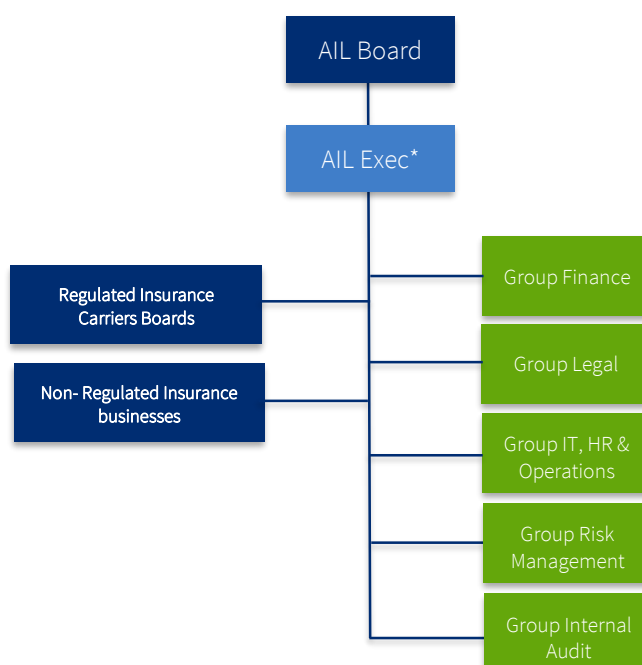 AIL Board
AIL Exec*
Regulated Insurance
Carriers Boards
Non- Regulated Insurance
businesses
Group Finance
Group Legal
Group IT, HR &
Operations
Group Risk
Management
Group Internal
Audit